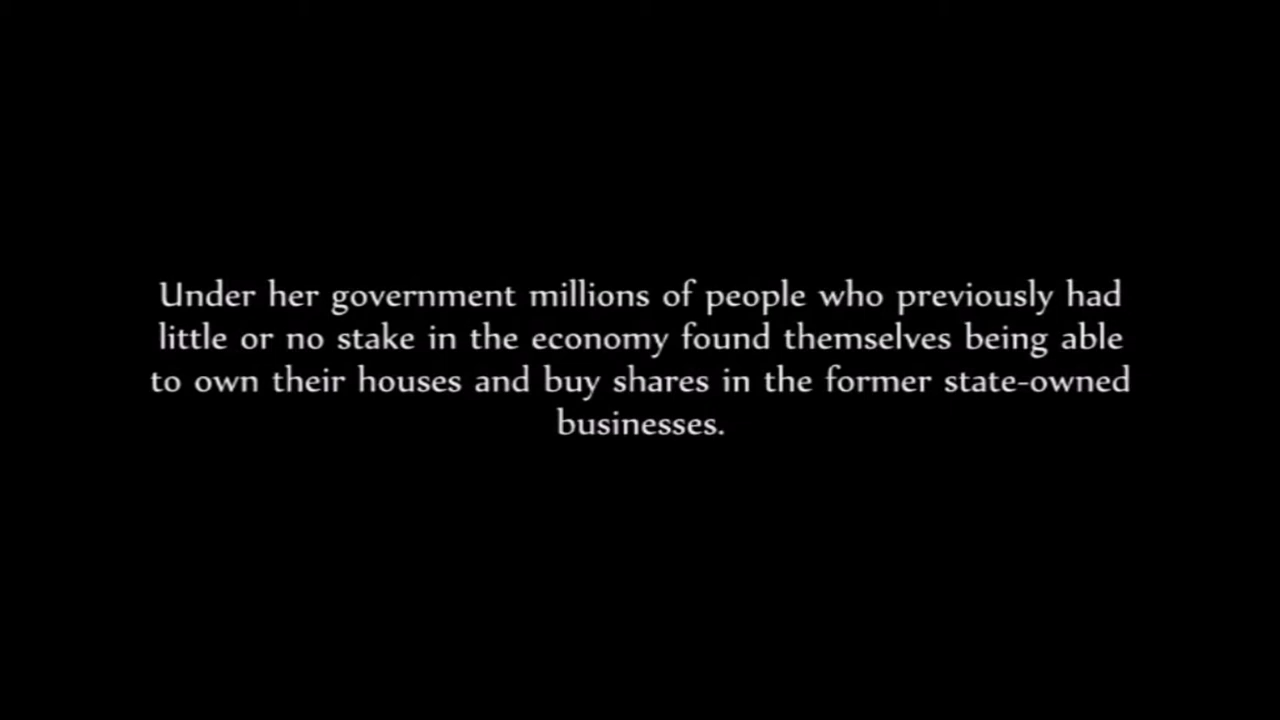 Under her government millions of people who previously had
little or no stake in the economy found themselves being able
to own their houses and buy shares in the former state-owned
businesses.